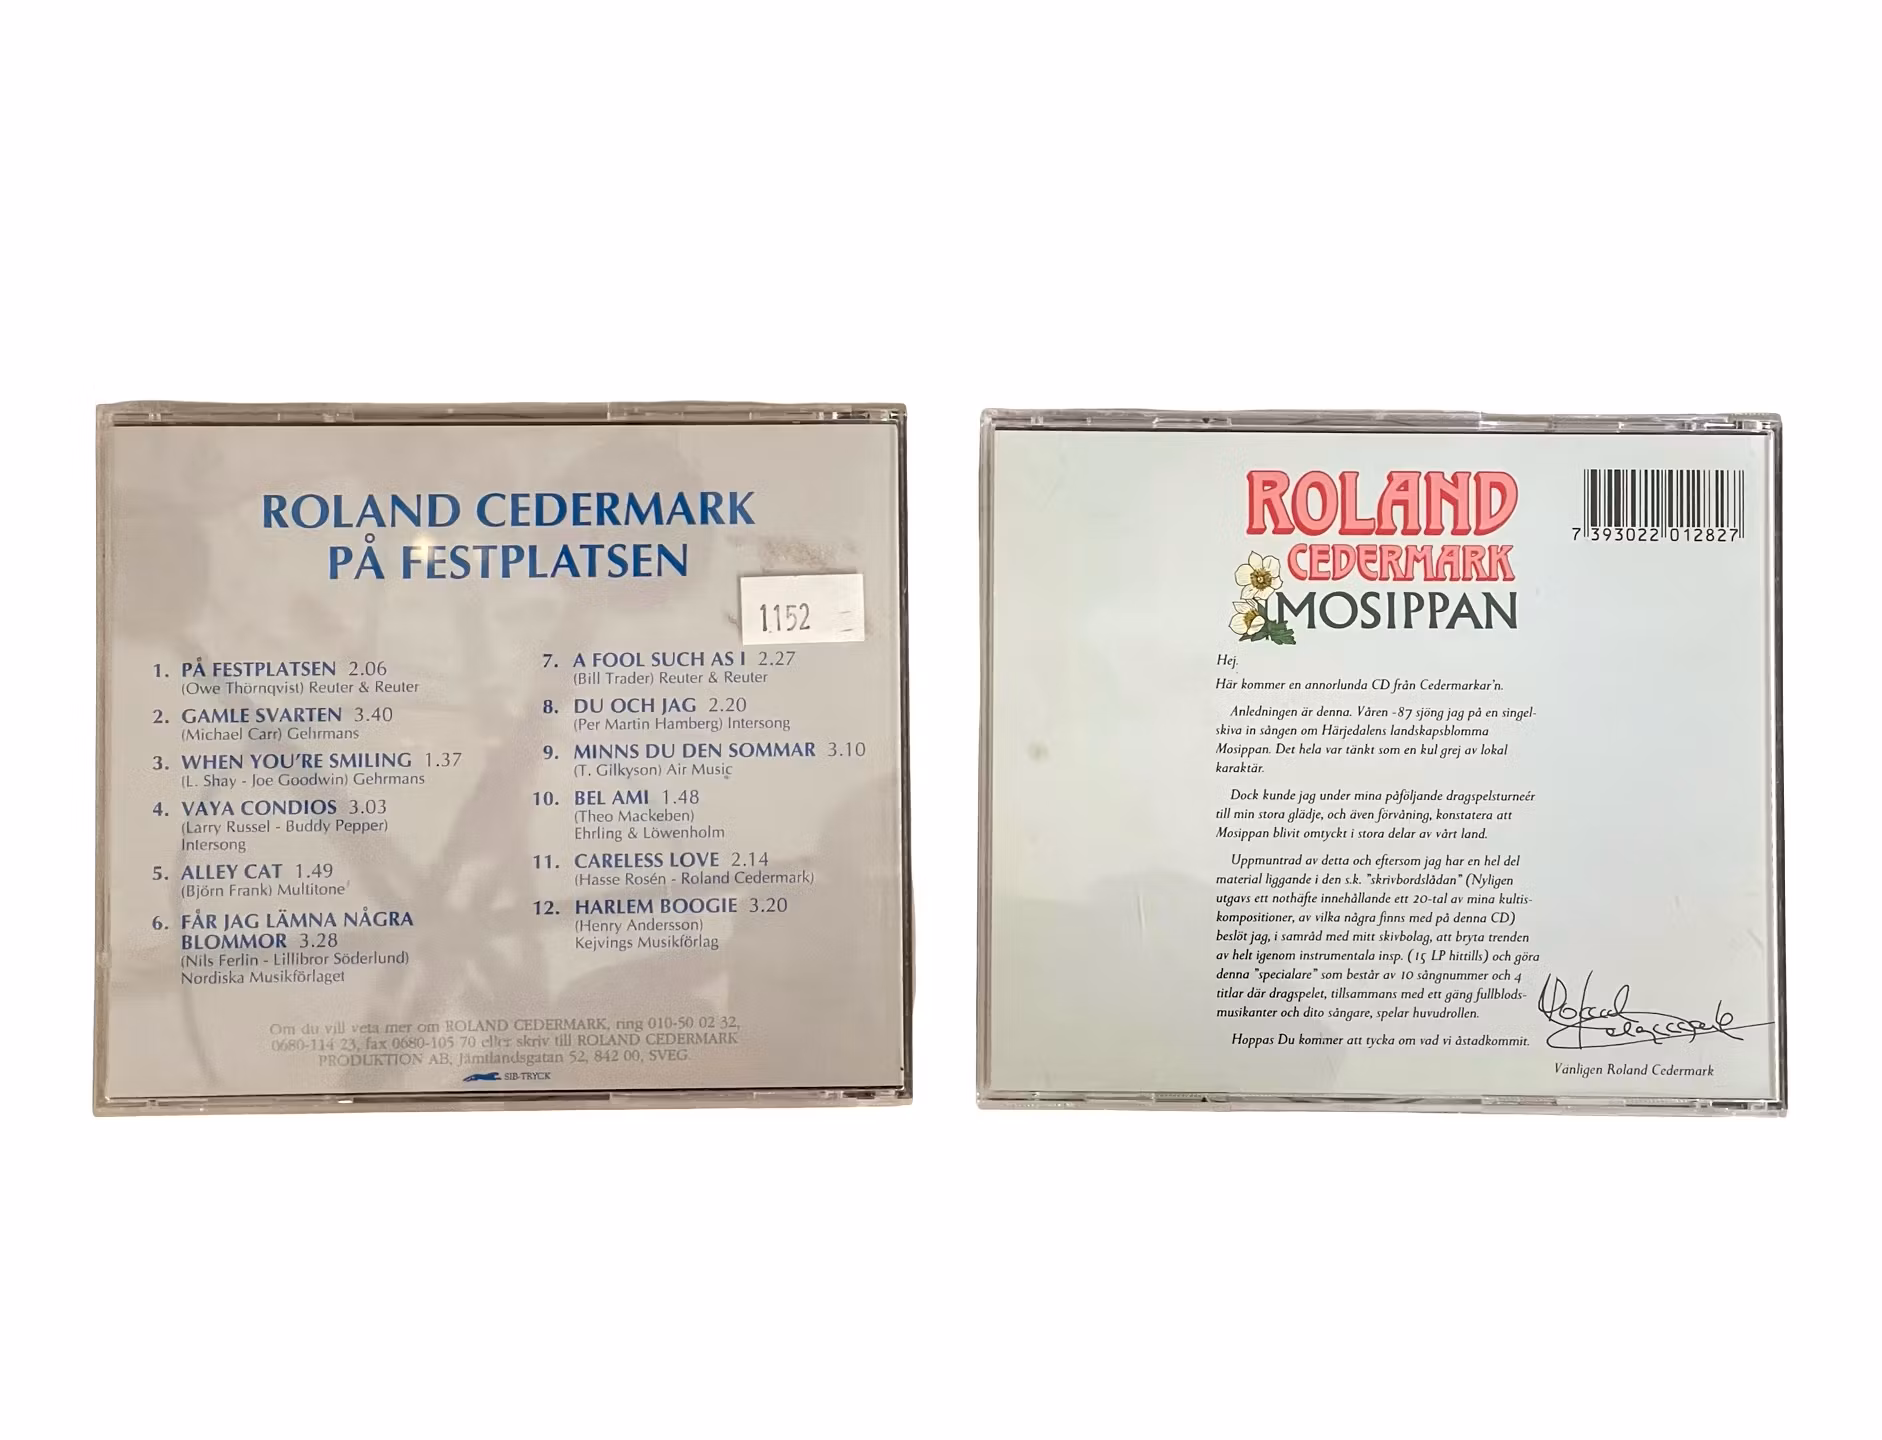 ROLAND CEDERMARK
PÅ FESTPLATSEN
1152
1. PÅ FESTPLATSEN 2.06
(Owe Thörnqvist) Reuter & Reuter
2. GAMLE SVARTEN 3.40
(Michael Carr) Gehrmans
3. WHEN YOU'RE SMILING 1.37
(L. Shay - Joe Goodwin) Gehrmans
4. VAYA CONDIOS 3.03
(Larry Russel - Buddy Pepper)
Intersong
5. ALLEY CAT 1.49
(Björn Frank) Multitone
6. FÅR JAG LÄMNA NÅGRA
BLOMMOR 3.28
(Nils Ferlin - Lillibror Söderlund)
Nordiska Musikförlaget
7. A FOOL SUCH AS I 2.27
(Bill Trader) Reuter & Reuter
8. DU OCH JAG 2.20
(Per Martin Hamberg) Intersong
9. MINNS DU DEN SOMMAR 3.10
(T. Gilkyson) Air Music
10. BEL AMI 1.48
(Theo Mackeben)
Ehrling & Löwenholm
11. CARELESS LOVE 2.14
(Hasse Rosén - Roland Cedermark)
12. HARLEM BOOGIE 3.20
(Henry Andersson)
Kejvings Musikförlag
Om du vill veta mer om ROLAND CEDERMARK, ring 010-50 02 32,
0680-114 23, fax 0680-105 70 eller skriv till ROLAND CEDERMARK
PRODUKTION AB, Jämtlandsgatan 52, 842 00, SVEG.
SIB-TRYCK
ROLAND
CEDERMARK
MOSIPPAN
7 393022 012827
Hej.
Här kommer en annorlunda CD från Cedermarkar'n.
Anledningen är denna. Våren -87 sjöng jag på en singel-
skiva in sången om Härjedalens landskapsblomma
Mosippan. Det hela var tänkt som en kul grej av lokal
karaktär.
Dock kunde jag under mina påföljande dragspelsturneér
till min stora glädje, och även förvåning, konstatera att
Mosippan blivit omtyckt i stora delar av vårt land.
Uppmuntrad av detta och eftersom jag har en hel del
material liggande i den s.k. "skrivbordslådan" (Nyligen
utgavs ett nothäfte innehållande ett 20-tal av mina kultis-
kompositioner, av vilka några finns med på denna CD)
beslöt jag, i samråd med mitt skivbolag, att bryta trenden
av helt igenom instrumentala insp. (15 LP hittills) och göra
denna "specialare" som består av 10 sångnummer och 4
titlar där dragspelet, tillsammans med ett gäng fullblods-
musikanter och dito sångare, spelar huvudrollen.
Hoppas Du kommer att tycka om vad vi åstadkommit.
Roland Cedermark
Vänligen Roland Cedermark